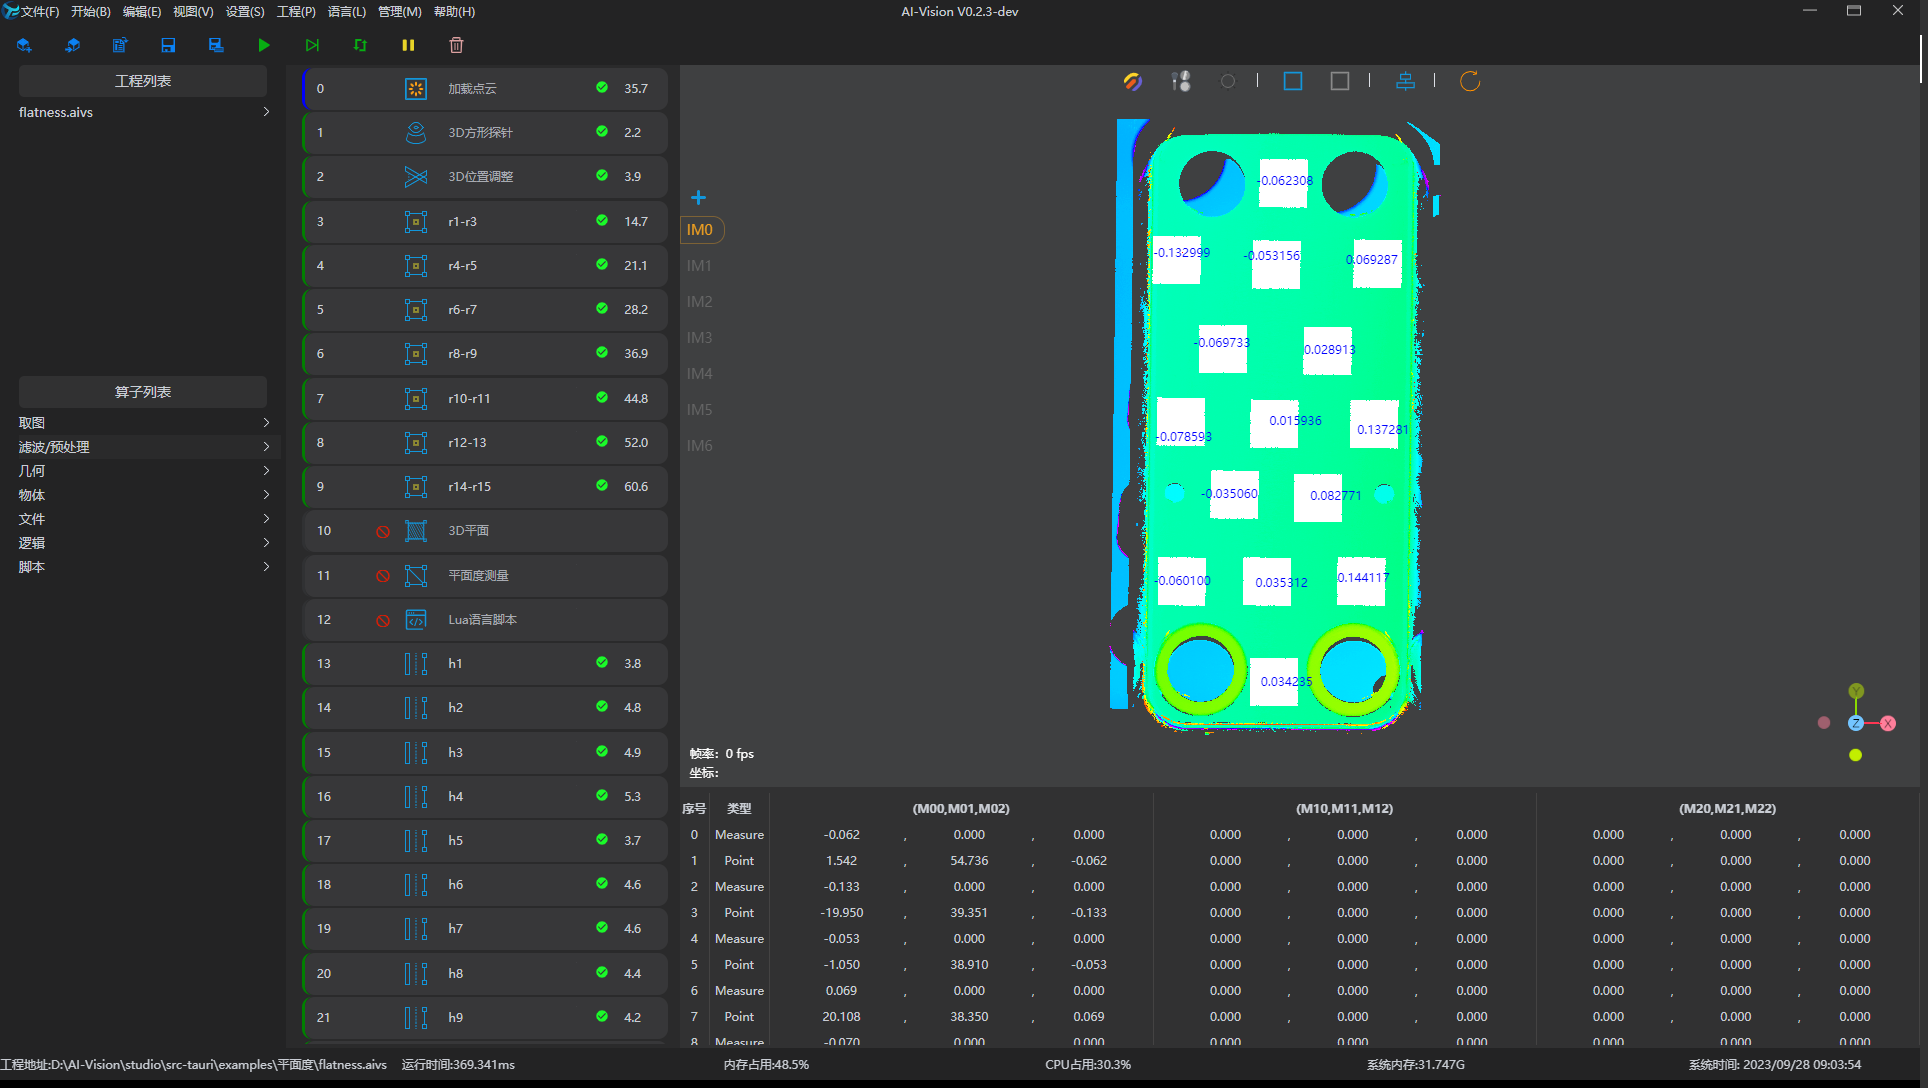 文件(F) 开始(B) 编辑(E) 视图(V) 设置(S) 工程(P) 语言(L) 管理(M) 帮助(H)
AI-Vision V0.2.3-dev
工程列表
flatness.aivs
算子列表
取图
滤波/预处理
几何
物体
文件
逻辑
脚本
0 加载点云 35.7
1 3D方形探针 2.2
2 3D位置调整 3.9
3 r1-r3 14.7
4 r4-r5 21.1
5 r6-r7 28.2
6 r8-r9 36.9
7 r10-r11 44.8
8 r12-13 52.0
9 r14-r15 60.6
10 3D平面
11 平面度测量
12 Lua语言脚本
13 h1 3.8
14 h2 4.8
15 h3 4.9
16 h4 5.3
17 h5 3.7
18 h6 4.6
19 h7 4.6
20 h8 4.4
21 h9 4.2
IM0
IM1
IM2
IM3
IM4
IM5
IM6
-0.062308
-0.132999 -0.053156 0.069287
-0.069733 0.028913
-0.078593 0.015936 0.137281
-0.035060 0.082771
-0.060100 0.035312 0.144117
0.034235
Y
Z X
帧率: 0 fps
坐标:
序号 类型 (M00,M01,M02) (M10,M11,M12) (M20,M21,M22)
0 Measure -0.062 , 0.000 , 0.000 0.000 , 0.000 , 0.000 0.000 , 0.000 , 0.000
1 Point 1.542 , 54.736 , -0.062 0.000 , 0.000 , 0.000 0.000 , 0.000 , 0.000
2 Measure -0.133 , 0.000 , 0.000 0.000 , 0.000 , 0.000 0.000 , 0.000 , 0.000
3 Point -19.950 , 39.351 , -0.133 0.000 , 0.000 , 0.000 0.000 , 0.000 , 0.000
4 Measure -0.053 , 0.000 , 0.000 0.000 , 0.000 , 0.000 0.000 , 0.000 , 0.000
5 Point -1.050 , 38.910 , -0.053 0.000 , 0.000 , 0.000 0.000 , 0.000 , 0.000
6 Measure 0.069 , 0.000 , 0.000 0.000 , 0.000 , 0.000 0.000 , 0.000 , 0.000
7 Point 20.108 , 38.350 , 0.069 0.000 , 0.000 , 0.000 0.000 , 0.000 , 0.000
8 Measure -0.070 0.000 0.000 0.000 0.000 0.000 0.000 0.000 0.000
工程地址:D:\AI-Vision\studio\src-tauri\examples\平面度\flatness.aivs 运行时间:369.341ms 内存占用:48.5% CPU占用:30.3% 系统内存:31.747G 系统时间: 2023/09/28 09:03:54